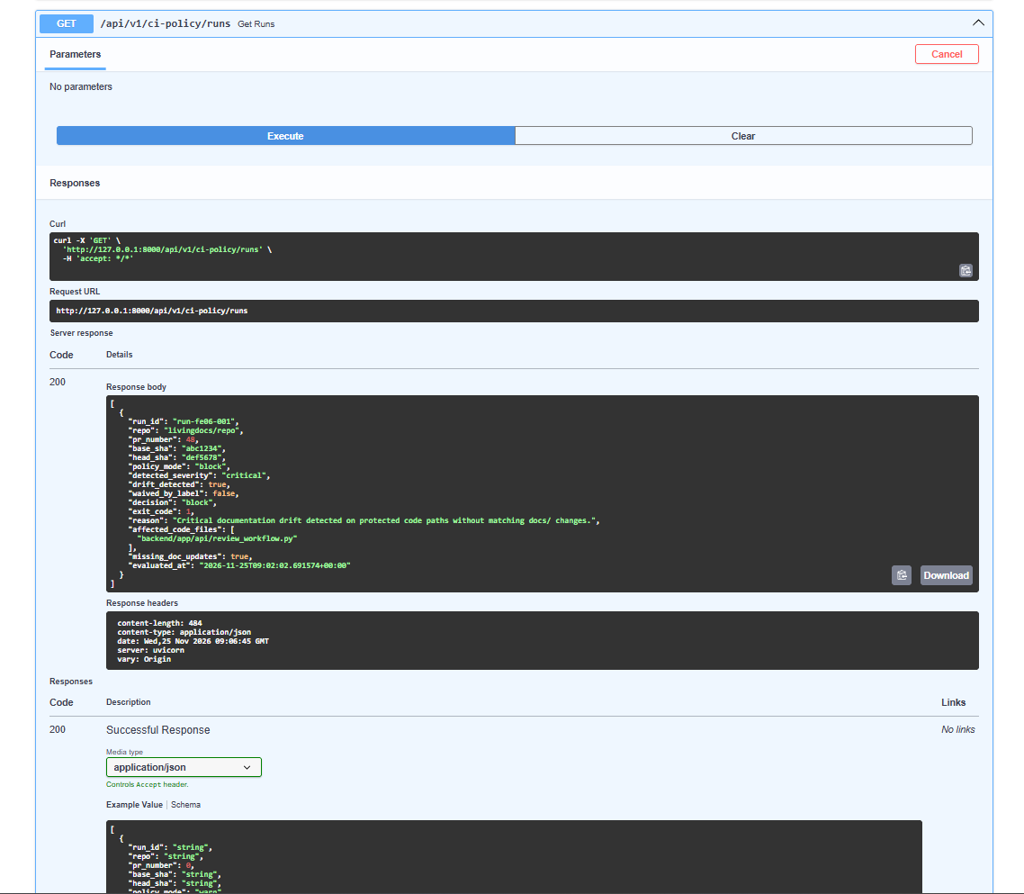 GET /api/v1/ci-policy/runs Get Runs
Parameters
Cancel
No parameters
Execute
Clear
Responses
Curl
curl -X 'GET' \
  'http://127.0.0.1:8000/api/v1/ci-policy/runs' \
  -H 'accept: */*'
Request URL
http://127.0.0.1:8000/api/v1/ci-policy/runs
Server response
Code Details
200
Response body
[
  {
    "run_id": "run-fe06-001",
    "repo": "livingdocs/repo",
    "pr_number": 48,
    "base_sha": "abc1234",
    "head_sha": "def5678",
    "policy_mode": "block",
    "detected_severity": "critical",
    "drift_detected": true,
    "waived_by_label": false,
    "decision": "block",
    "exit_code": 1,
    "reason": "Critical documentation drift detected on protected code paths without matching docs/ changes.",
    "affected_code_files": [
      "backend/app/api/review_workflow.py"
    ],
    "missing_doc_updates": true,
    "evaluated_at": "2026-11-25T09:02:02.691574+00:00"
  }
]
Download
Response headers
content-length: 484
content-type: application/json
date: Wed,25 Nov 2026 09:06:45 GMT
server: uvicorn
vary: Origin
Responses
Code Description Links
200 Successful Response No links
Media type
application/json
Controls Accept header.
Example Value | Schema
[
  {
    "run_id": "string",
    "repo": "string",
    "pr_number": 0,
    "base_sha": "string",
    "head_sha": "string",
    "policy_mode": "warn",